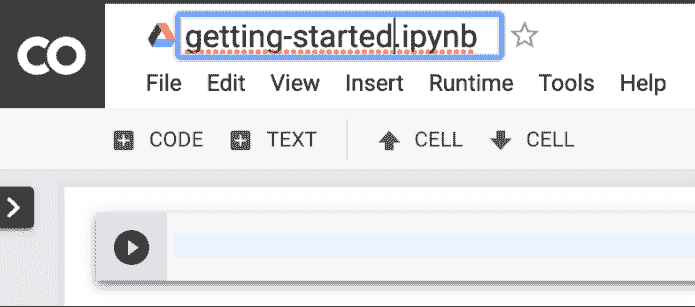 CO
getting-started.ipynb
File Edit View Insert Runtime Tools Help
CODE TEXT CELL CELL